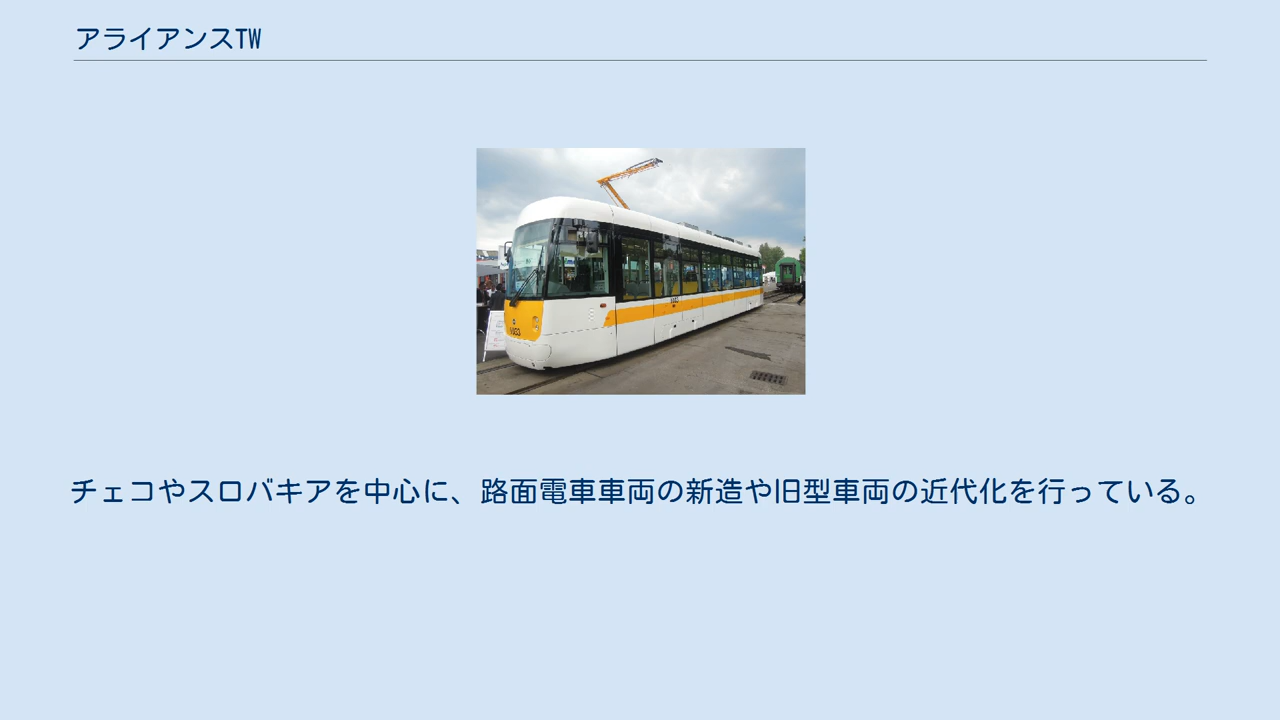 アライアンスTW
チェコやスロバキアを中心に、路面電車車両の新造や旧型車両の近代化を行っている。